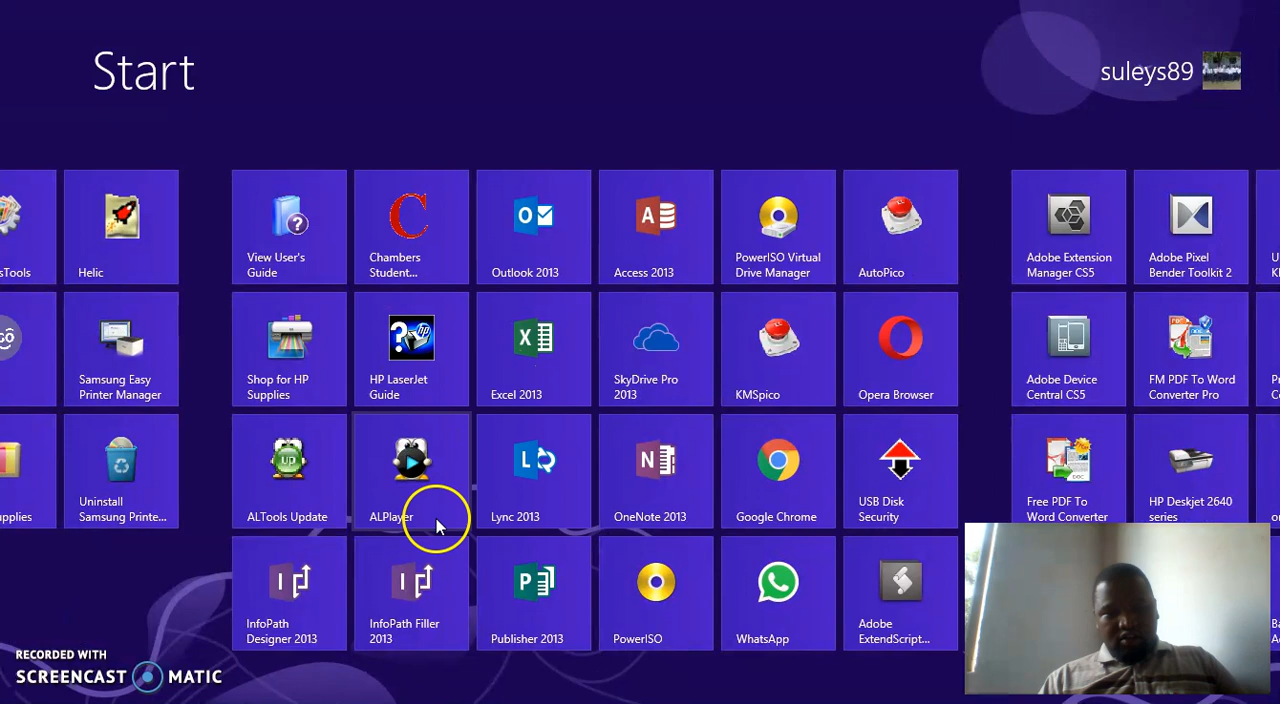 Start
suleys89
sTools
Helic
View User's
Guide
C
Chambers
Student...
Outlook 2013
Access 2013
PowerISO Virtual
Drive Manager
AutoPico
Adobe Extension
Manager CS5
Adobe Pixel
Bender Toolkit 2
Samsung Easy
Printer Manager
Shop for HP
Supplies
HP LaserJet
Guide
Excel 2013
SkyDrive Pro
2013
KMSpico
Opera Browser
Adobe Device
Central CS5
FM PDF To Word
Converter Pro
upplies
Uninstall
Samsung Printe...
UP
ALTools Update
ALPlayer
Lync 2013
OneNote 2013
Google Chrome
USB Disk
Security
Free PDF To
Word Converter
HP Deskjet 2640
series
InfoPath
Designer 2013
InfoPath Filler
2013
Publisher 2013
PowerISO
WhatsApp
Adobe
ExtendScript...
RECORDED WITH
SCREENCAST MATIC